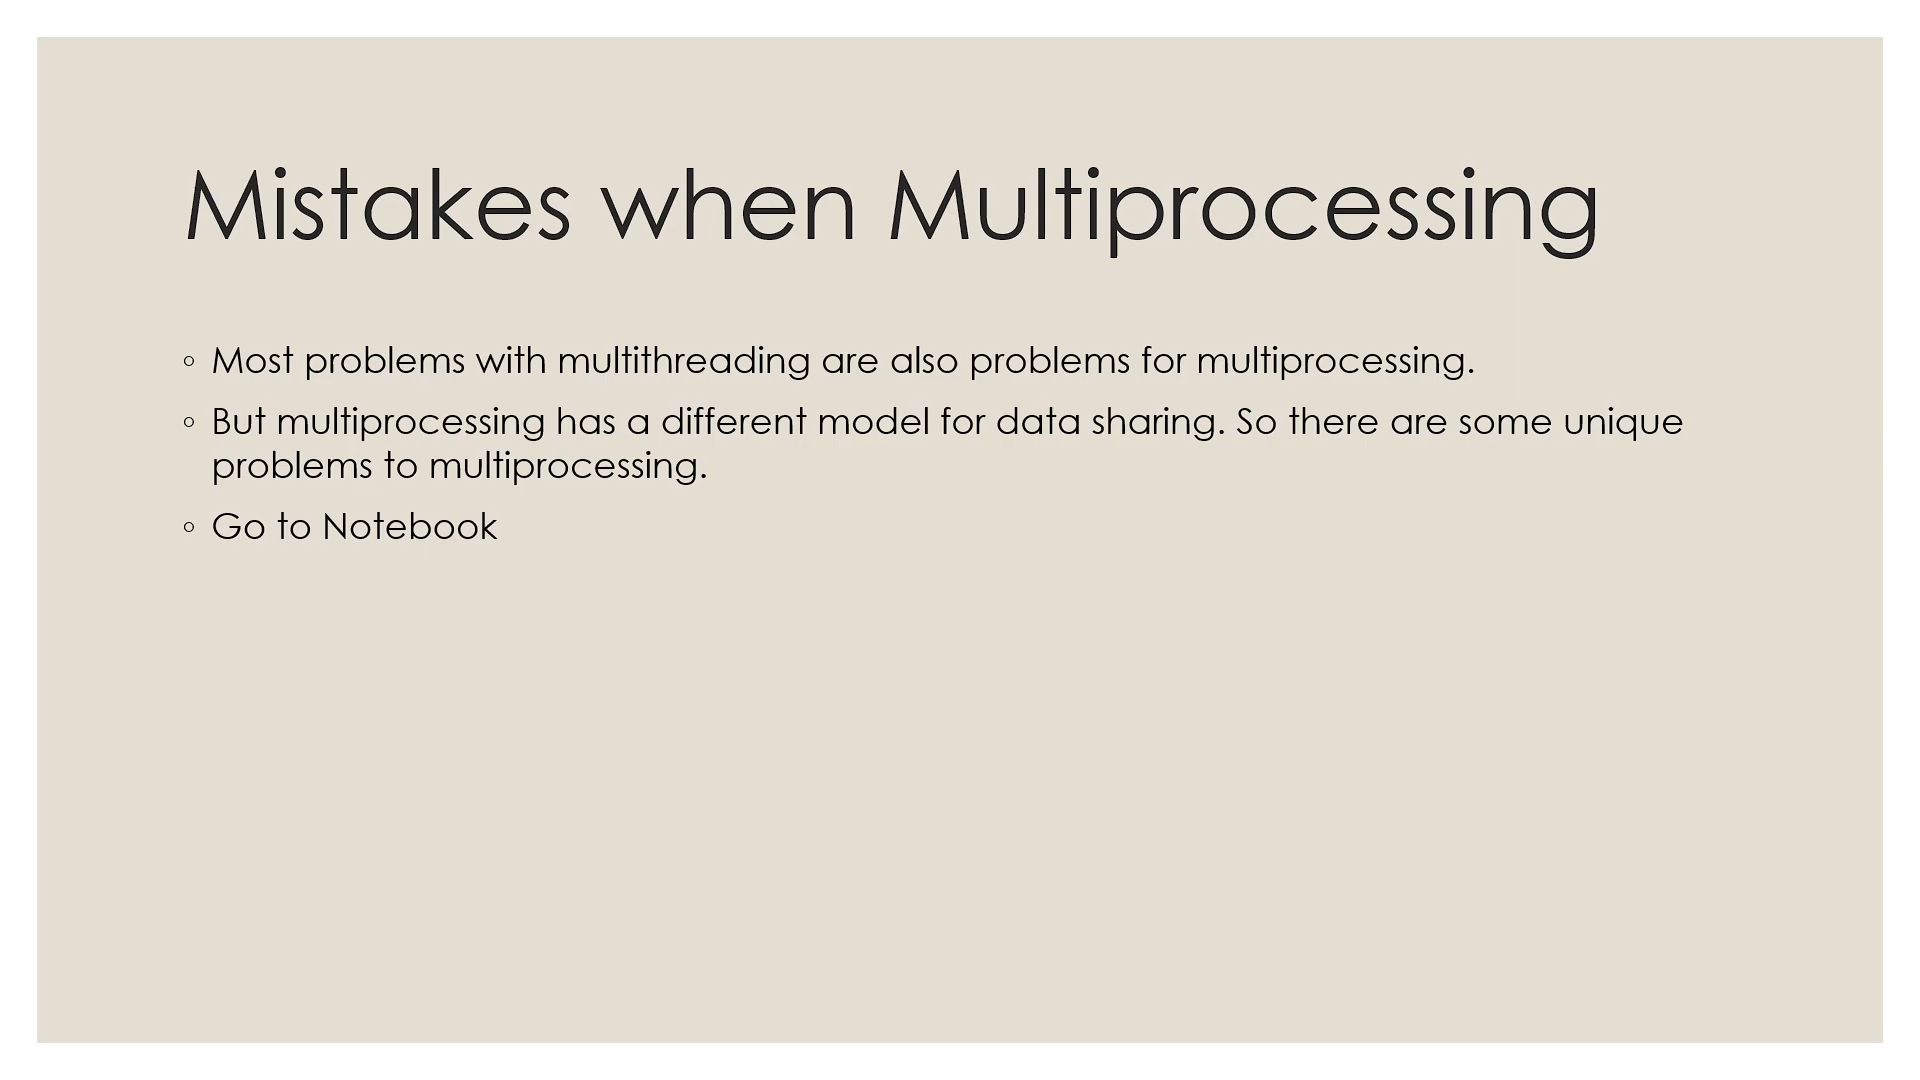 Mistakes when Multiprocessing
◦ Most problems with multithreading are also problems for multiprocessing.
◦ But multiprocessing has a different model for data sharing. So there are some unique
problems to multiprocessing.
◦ Go to Notebook